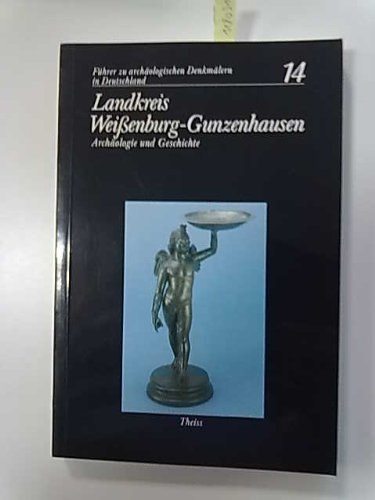 Führer zu archäologischen Denkmälern
in Deutschland
14
Landkreis
Weißenburg-Gunzenhausen
Archäologie und Geschichte
Theiss